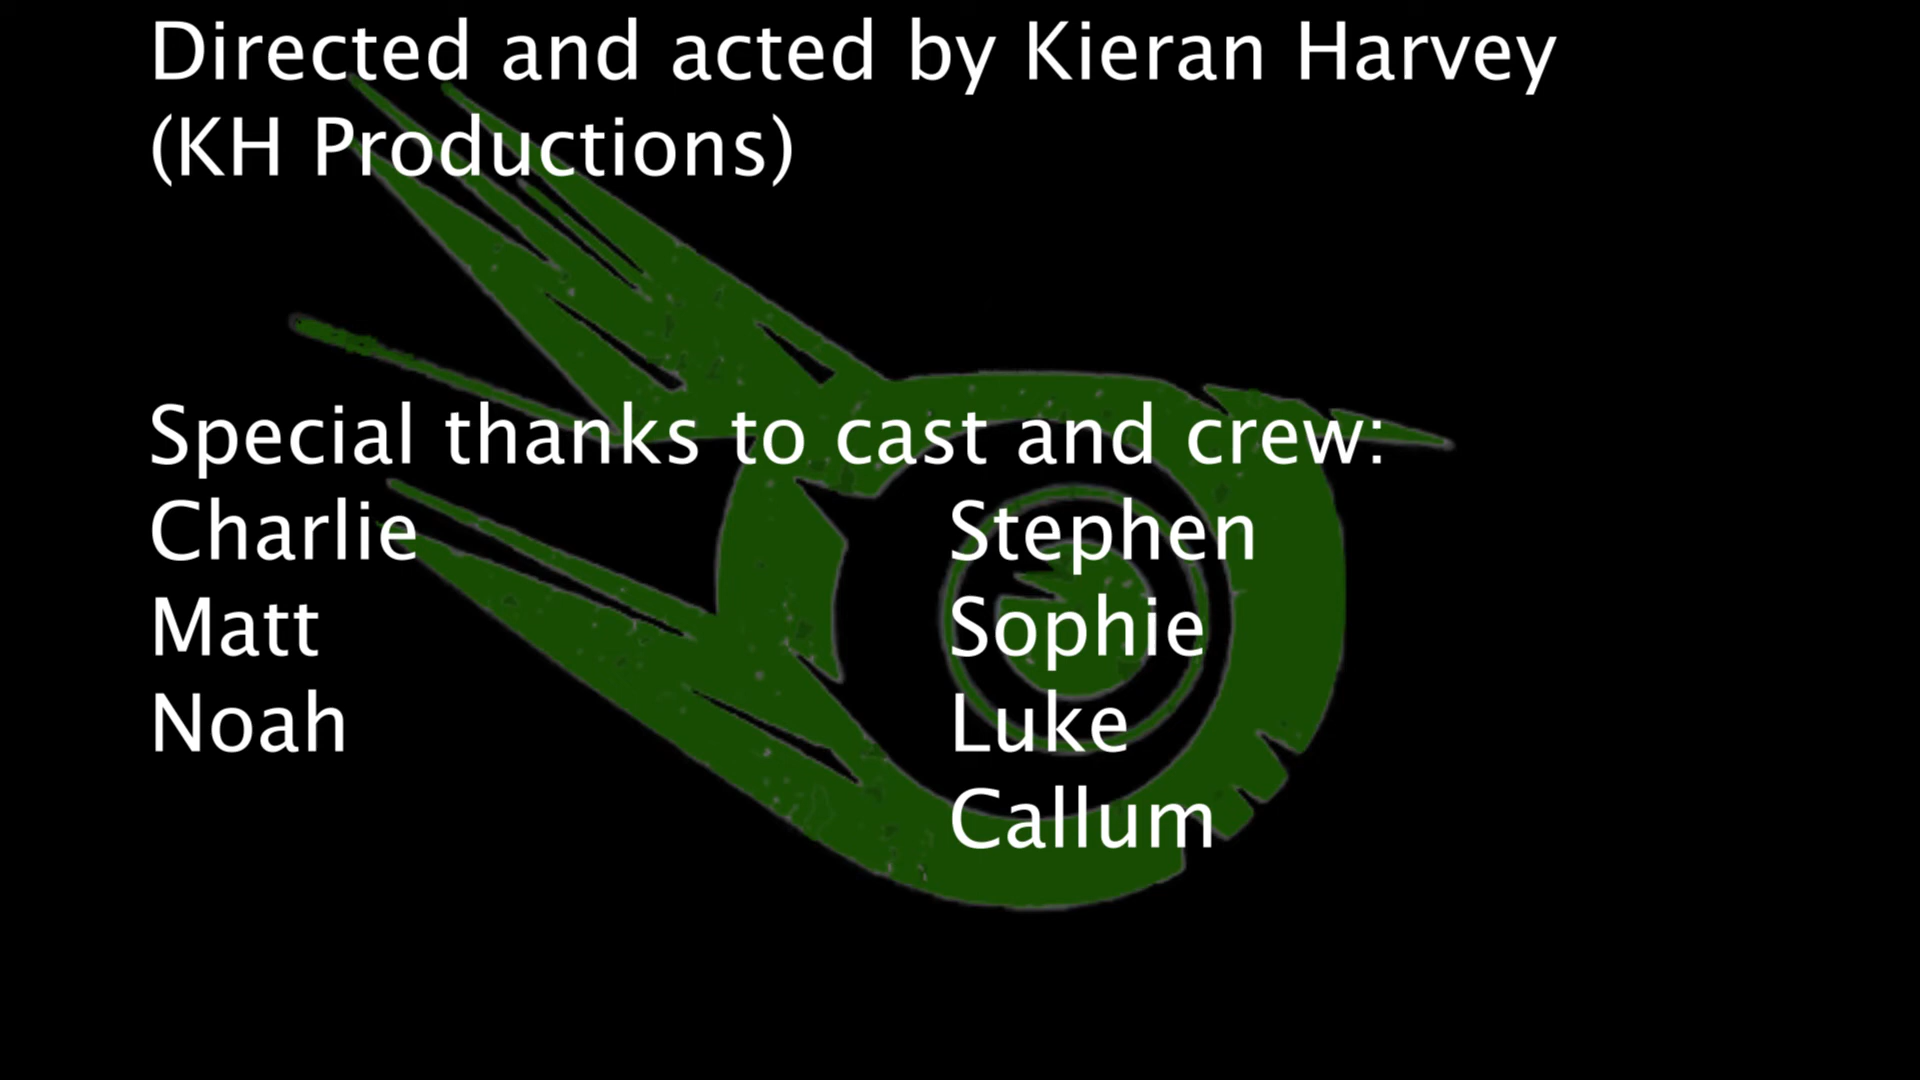 Directed and acted by Kieran Harvey
(KH Productions)
Special thanks to cast and crew:
Charlie Stephen
Matt Sophie
Noah Luke
Callum